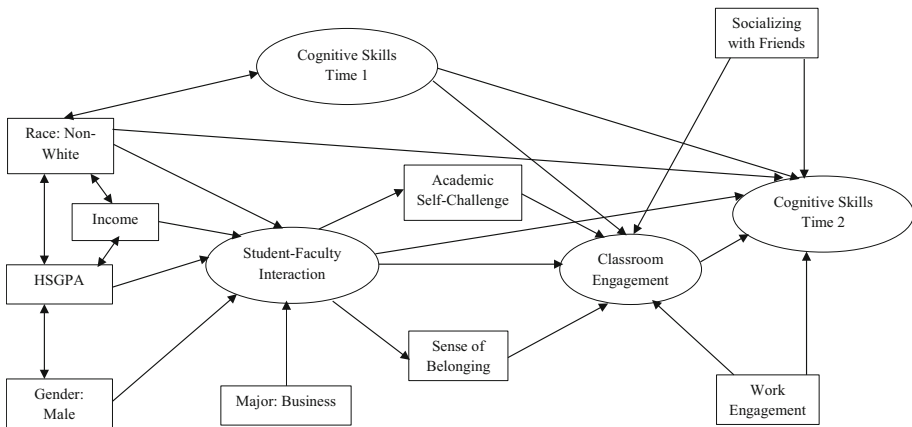 Socializing
with Friends
Cognitive Skills
Time 1
Race: Non-
White
Academic
Self-Challenge
Cognitive Skills
Time 2
Income
Student-Faculty
Interaction
Classroom
Engagement
HSGPA
Sense of
Belonging
Gender:
Male
Major: Business
Work
Engagement